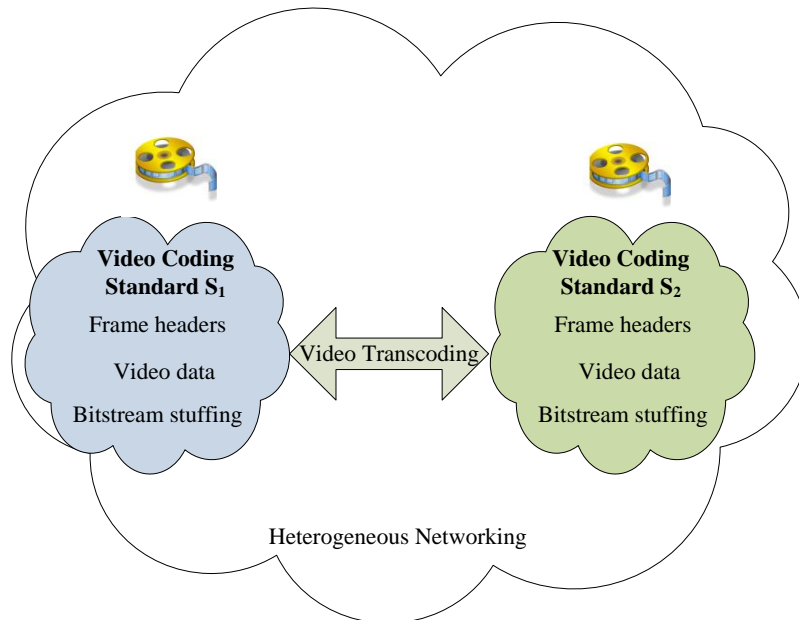 Video Coding
Standard S₁
Frame headers
Video data
Bitstream stuffing
Video Transcoding
Video Coding
Standard S₂
Frame headers
Video data
Bitstream stuffing
Heterogeneous Networking